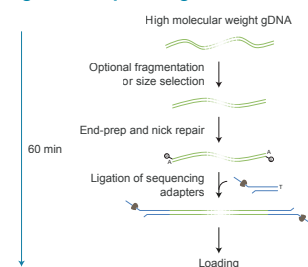 High molecular weight gDNA
Optional fragmentation
or size selection
End-prep and nick repair
60 min
A
A
Ligation of sequencing
adapters
T
Loading